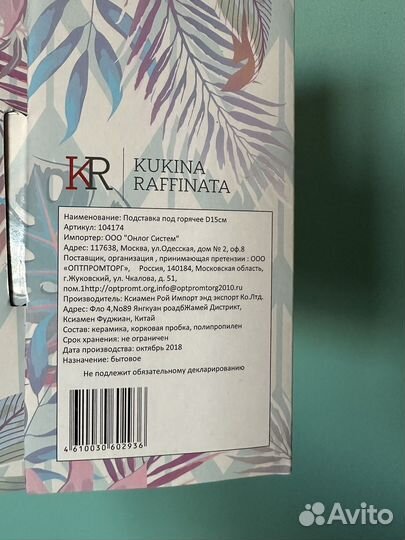 KR
KUKINA
RAFFINATA
Наименование: Подставка под горячее D15см
Артикул: 104174
Импортер: ООО "Онлог Систем"
Адрес: 117638, Москва, ул.Одесская, дом № 2, оф.8
Поставщик, организация , принимающая претензии : ООО
«ОПТПРОМТОРГ», Россия, 140184, Московская область,
г.Жуковский, ул. Чкалова, д. 51,
пом.1http//optpromt.org,info@optpromtorg2010.ru
Производитель: Ксиамен Рой Импорт энд экспорт Ко.Лтд.
Адрес: Фло 4,No89 Янгкуан роадбЖамей Дистрикт,
Ксиамен Фуджиан, Китай
Состав: керамика, корковая пробка, полипропилен
Срок хранения: не ограничен
Дата производства: октябрь 2018
Назначение: бытовое
Не подлежит обязательному декларированию
4 610030 602936
Avito